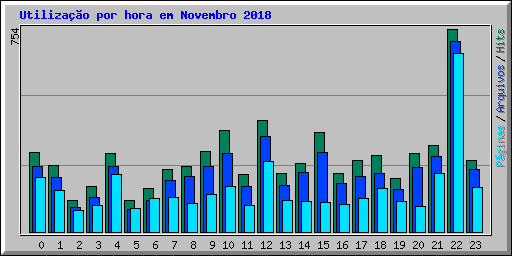 Utilização por hora em Novembro 2018
754
Páginas / Arquivos / Hits
0 1 2 3 4 5 6 7 8 9 10 11 12 13 14 15 16 17 18 19 20 21 22 23